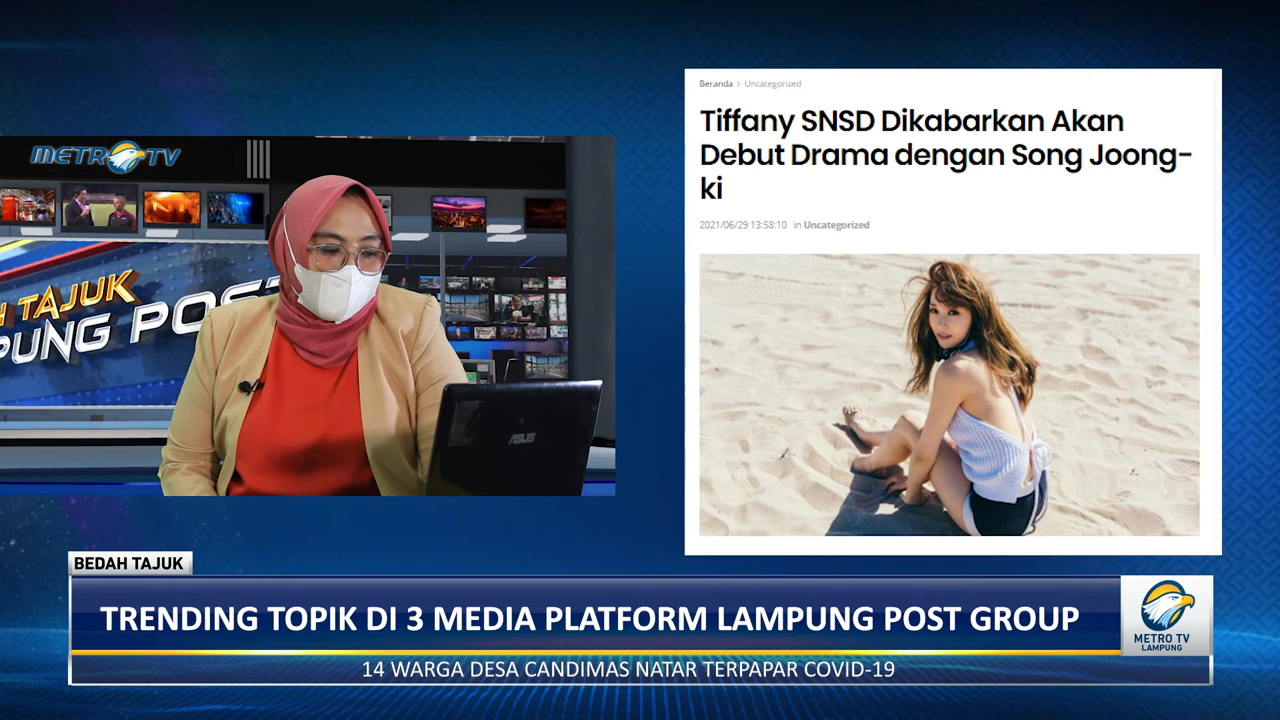 METRO TV
H TAJUK
PUNG POST
ASUS
Beranda > Uncategorized
Tiffany SNSD Dikabarkan Akan
Debut Drama dengan Song Joong-
ki
2021/06/29 13:58:10 in Uncategorized
BEDAH TAJUK
TRENDING TOPIK DI 3 MEDIA PLATFORM LAMPUNG POST GROUP
METRO TV
LAMPUNG
14 WARGA DESA CANDIMAS NATAR TERPAPAR COVID-19